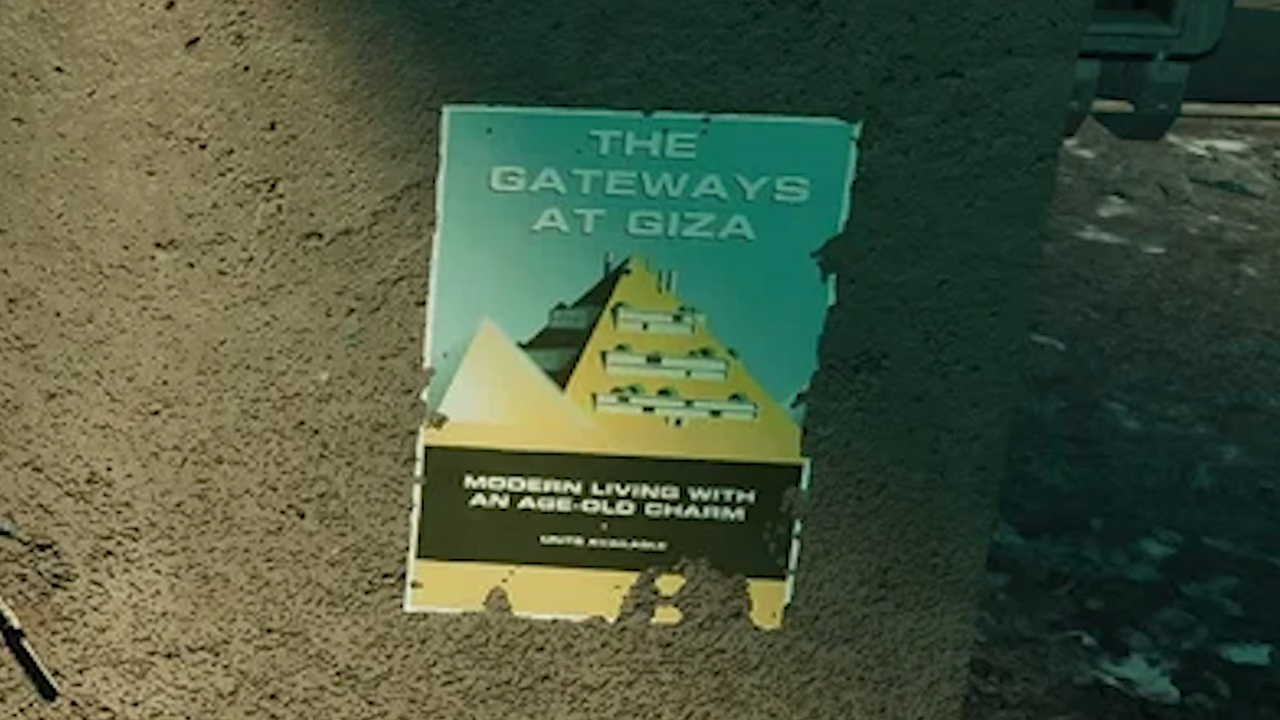 THE
GATEWAYS
AT GIZA
MODERN LIVING WITH
AN AGE-OLD CHARM
UNITS AVAILABLE